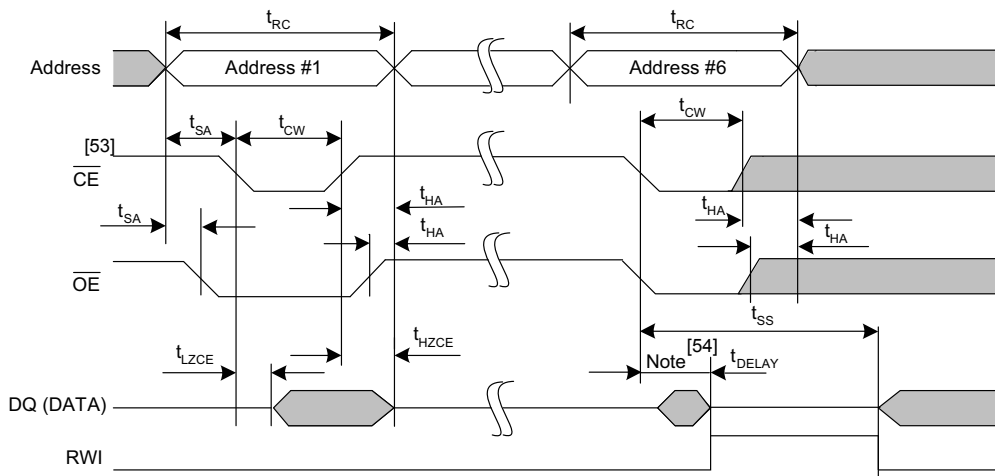 tRC tRC
Address Address #1 Address #6
tSA tCW tCW
[53]
CE
tSA tHA tHA
tHA tHA
OE
tSS
tLZCE tHZCE Note[54] tDELAY
DQ (DATA)
RWI